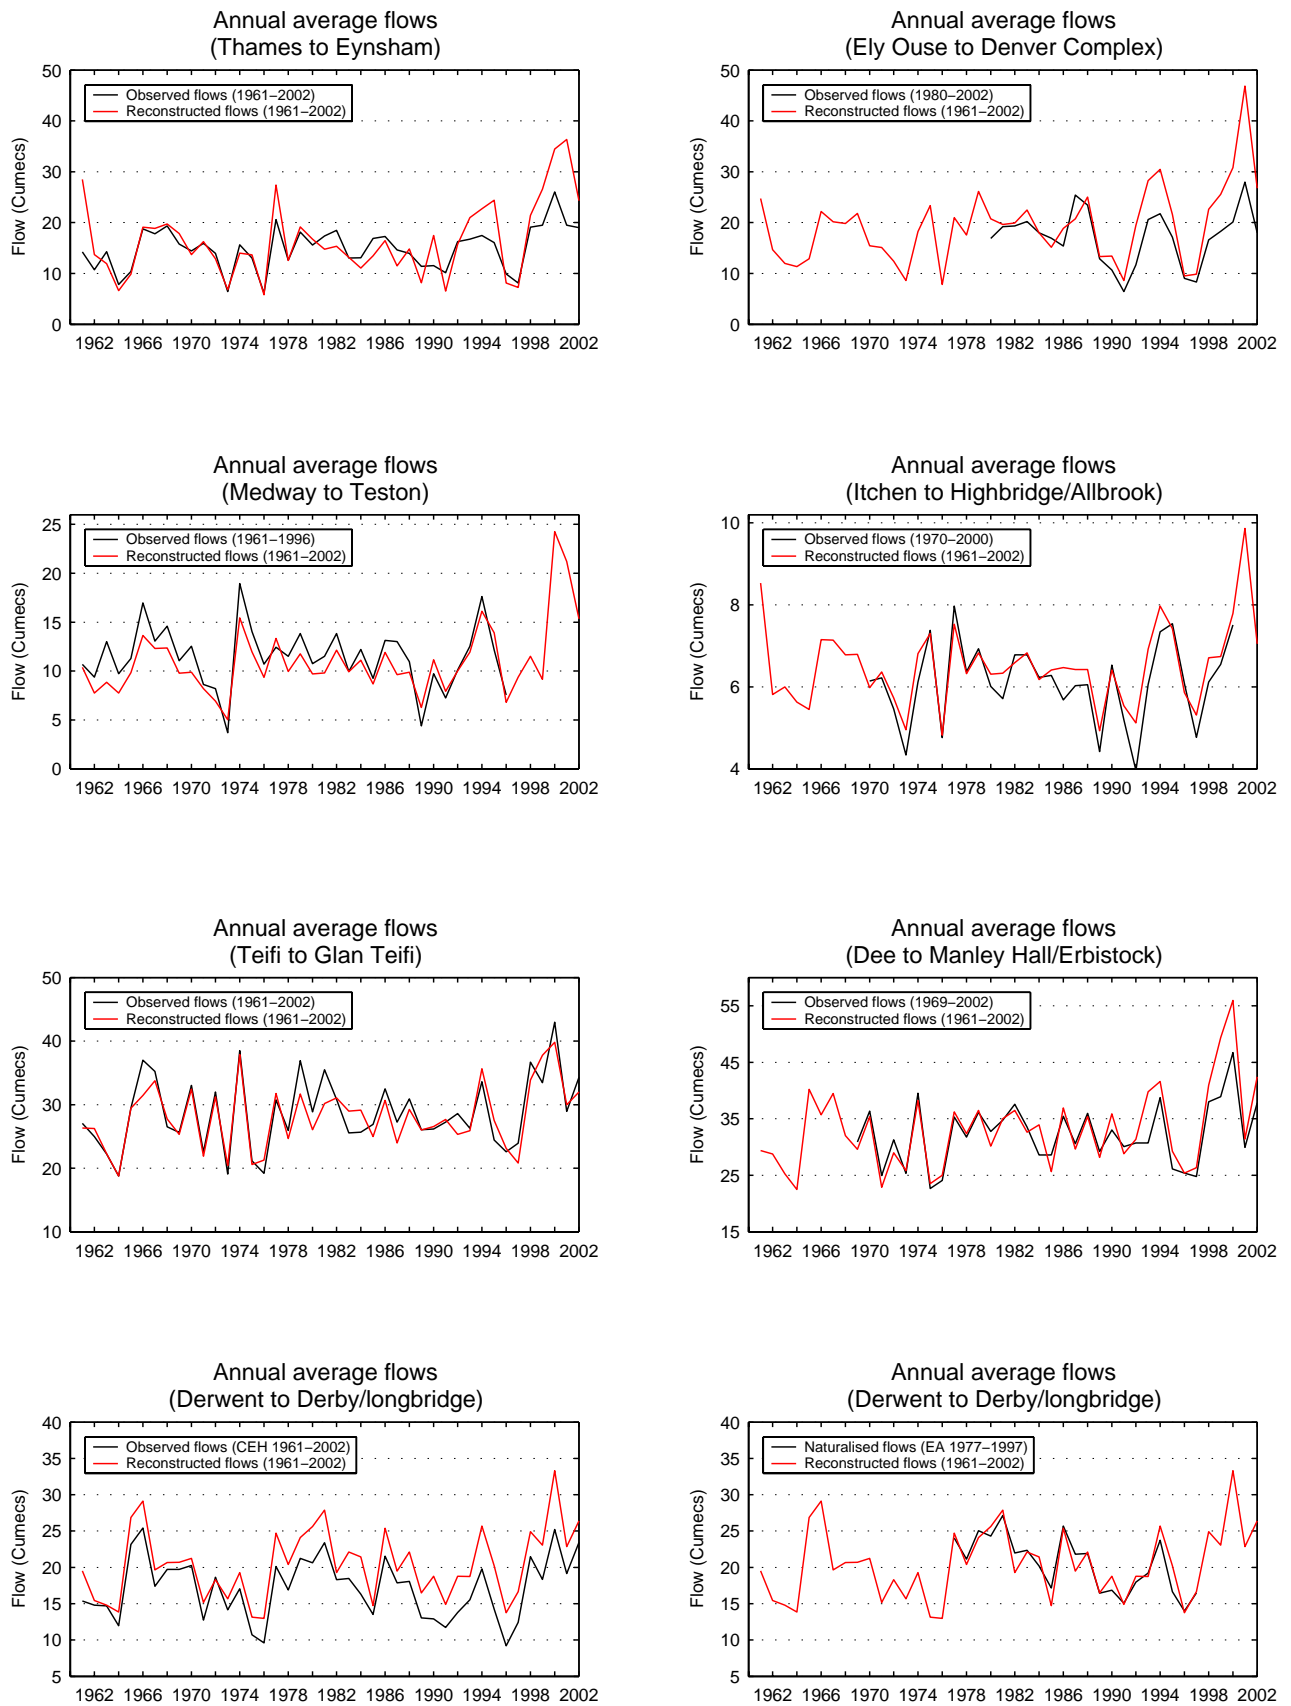 Annual average flows
(Thames to Eynsham)
Observed flows (1961−2002)
Reconstructed flows (1961−2002)
Flow (Cumecs)
50
40
30
20
10
0
1962 1966 1970 1974 1978 1982 1986 1990 1994 1998 2002
Annual average flows
(Ely Ouse to Denver Complex)
Observed flows (1980−2002)
Reconstructed flows (1961−2002)
Flow (Cumecs)
50
40
30
20
10
0
1962 1966 1970 1974 1978 1982 1986 1990 1994 1998 2002
Annual average flows
(Medway to Teston)
Observed flows (1961−1996)
Reconstructed flows (1961−2002)
Flow (Cumecs)
25
20
15
10
5
0
1962 1966 1970 1974 1978 1982 1986 1990 1994 1998 2002
Annual average flows
(Itchen to Highbridge/Allbrook)
Observed flows (1970−2000)
Reconstructed flows (1961−2002)
Flow (Cumecs)
10
8
6
4
1962 1966 1970 1974 1978 1982 1986 1990 1994 1998 2002
Annual average flows
(Teifi to Glan Teifi)
Observed flows (1961−2002)
Reconstructed flows (1961−2002)
Flow (Cumecs)
50
40
30
20
10
1962 1966 1970 1974 1978 1982 1986 1990 1994 1998 2002
Annual average flows
(Dee to Manley Hall/Erbistock)
Observed flows (1969−2002)
Reconstructed flows (1961−2002)
Flow (Cumecs)
55
45
35
25
15
1962 1966 1970 1974 1978 1982 1986 1990 1994 1998 2002
Annual average flows
(Derwent to Derby/longbridge)
Observed flows (CEH 1961−2002)
Reconstructed flows (1961−2002)
Flow (Cumecs)
40
35
30
25
20
15
10
5
1962 1966 1970 1974 1978 1982 1986 1990 1994 1998 2002
Annual average flows
(Derwent to Derby/longbridge)
Naturalised flows (EA 1977−1997)
Reconstructed flows (1961−2002)
Flow (Cumecs)
40
35
30
25
20
15
10
5
1962 1966 1970 1974 1978 1982 1986 1990 1994 1998 2002